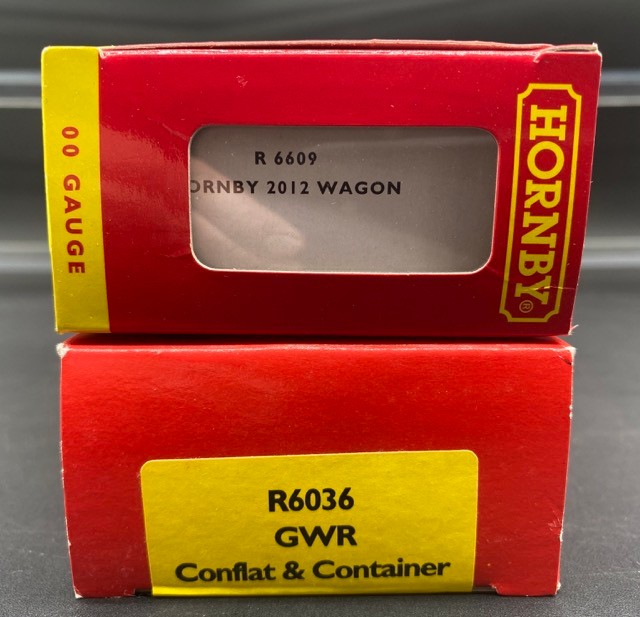 00 GAUGE
R 6609
ORNBY 2012 WAGON
HORNBY®
R6036
GWR
Conflat & Container